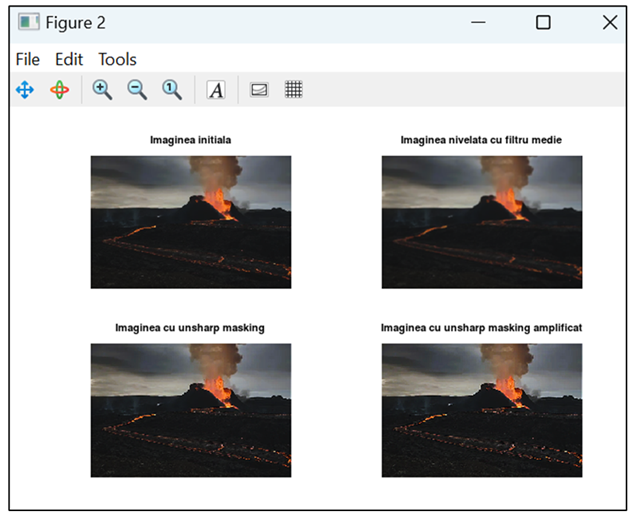 Figure 2
File Edit Tools
A
Imaginea initiala
Imaginea nivelata cu filtru medie
Imaginea cu unsharp masking
Imaginea cu unsharp masking amplificat